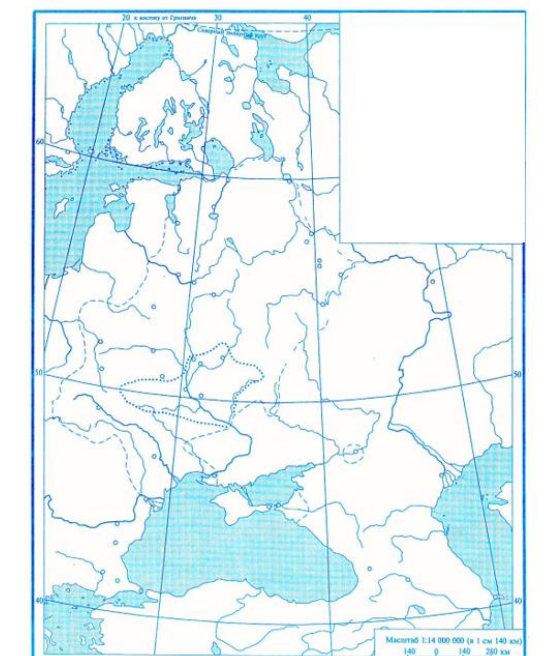 20 к востоку от Гринвича 30 40
Северный полярный круг
60
50 50
40 40
Масштаб 1:14 000 000 (в 1 см 140 км)
140 0 140 280 км